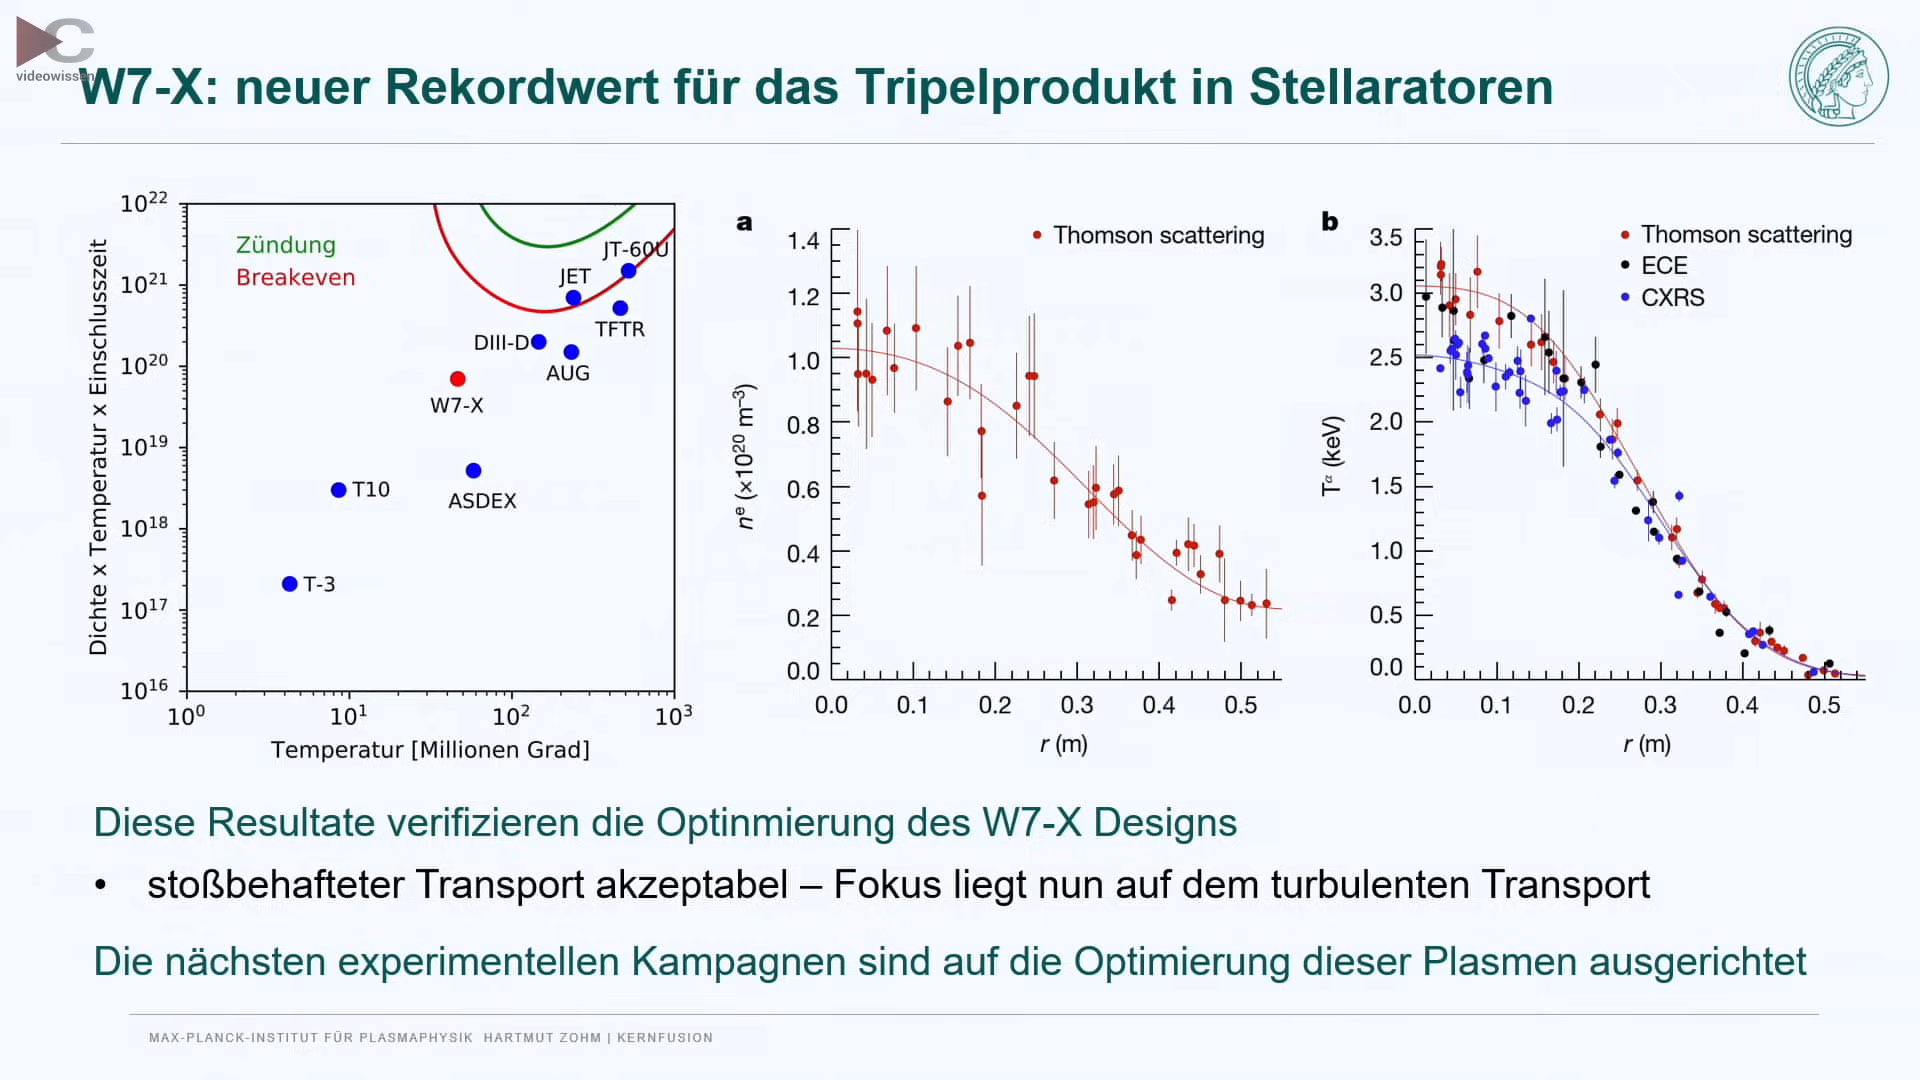 C
videowissen
W7-X: neuer Rekordwert für das Tripelprodukt in Stellaratoren
10²²
10²¹
10²⁰
10¹⁹
10¹⁸
10¹⁷
10¹⁶
Dichte x Temperatur x Einschlusszeit
Zündung
Breakeven
JT-60U
JET
TFTR
DIII-D
AUG
W7-X
T10
ASDEX
T-3
10⁰ 10¹ 10² 10³
Temperatur [Millionen Grad]
a
Thomson scattering
1.4
1.2
1.0
0.8
0.6
0.4
0.2
0.0
nᵉ (×10²⁰ m⁻³)
0.0 0.1 0.2 0.3 0.4 0.5
r (m)
b
Thomson scattering
ECE
CXRS
3.5
3.0
2.5
2.0
1.5
1.0
0.5
0.0
Tᵅ (keV)
0.0 0.1 0.2 0.3 0.4 0.5
r (m)
Diese Resultate verifizieren die Optinmierung des W7-X Designs
• stoßbehafteter Transport akzeptabel – Fokus liegt nun auf dem turbulenten Transport
Die nächsten experimentellen Kampagnen sind auf die Optimierung dieser Plasmen ausgerichtet
MAX-PLANCK-INSTITUT FÜR PLASMAPHYSIK HARTMUT ZOHM | KERNFUSION